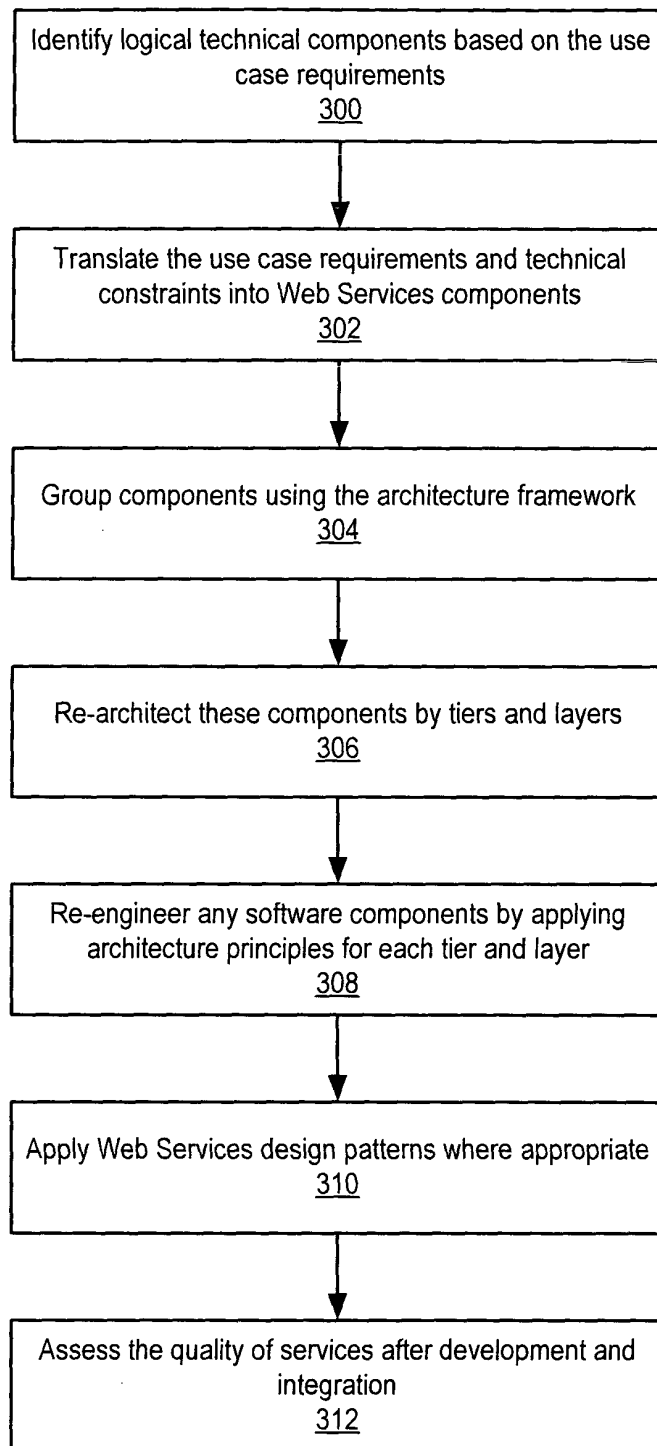 Identify logical technical components based on the use
case requirements
300
Translate the use case requirements and technical
constraints into Web Services components
302
Group components using the architecture framework
304
Re-architect these components by tiers and layers
306
Re-engineer any software components by applying
architecture principles for each tier and layer
308
Apply Web Services design patterns where appropriate
310
Assess the quality of services after development and
integration
312